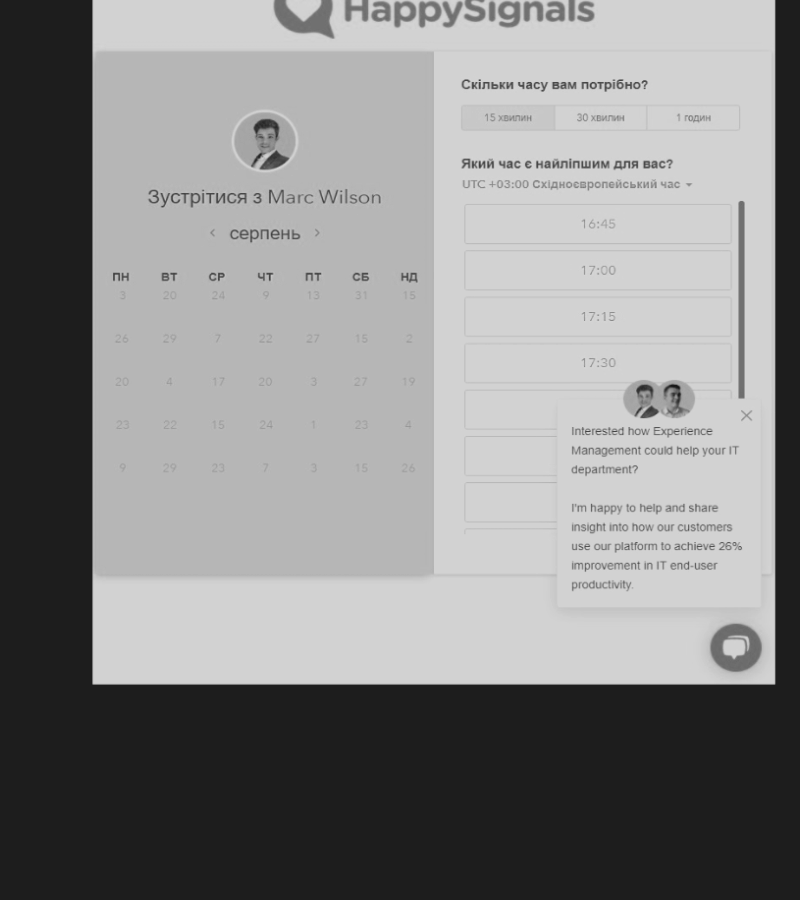 HappySignals
Зустрітися з Marc Wilson
серпень
ПН ВТ СР ЧТ ПТ СБ НД
3 20 24 9 13 31 15
26 29 7 22 27 15 2
20 4 17 20 3 27 19
23 22 15 24 1 23 4
9 29 23 7 3 15 26
Скільки часу вам потрібно?
15 хвилин 30 хвилин 1 годин
Який час є найліпшим для вас?
UTC +03:00 Східноєвропейський час
16:45
17:00
17:15
17:30
Interested how Experience
Management could help your IT
department?
I'm happy to help and share
insight into how our customers
use our platform to achieve 26%
improvement in IT end-user
productivity.